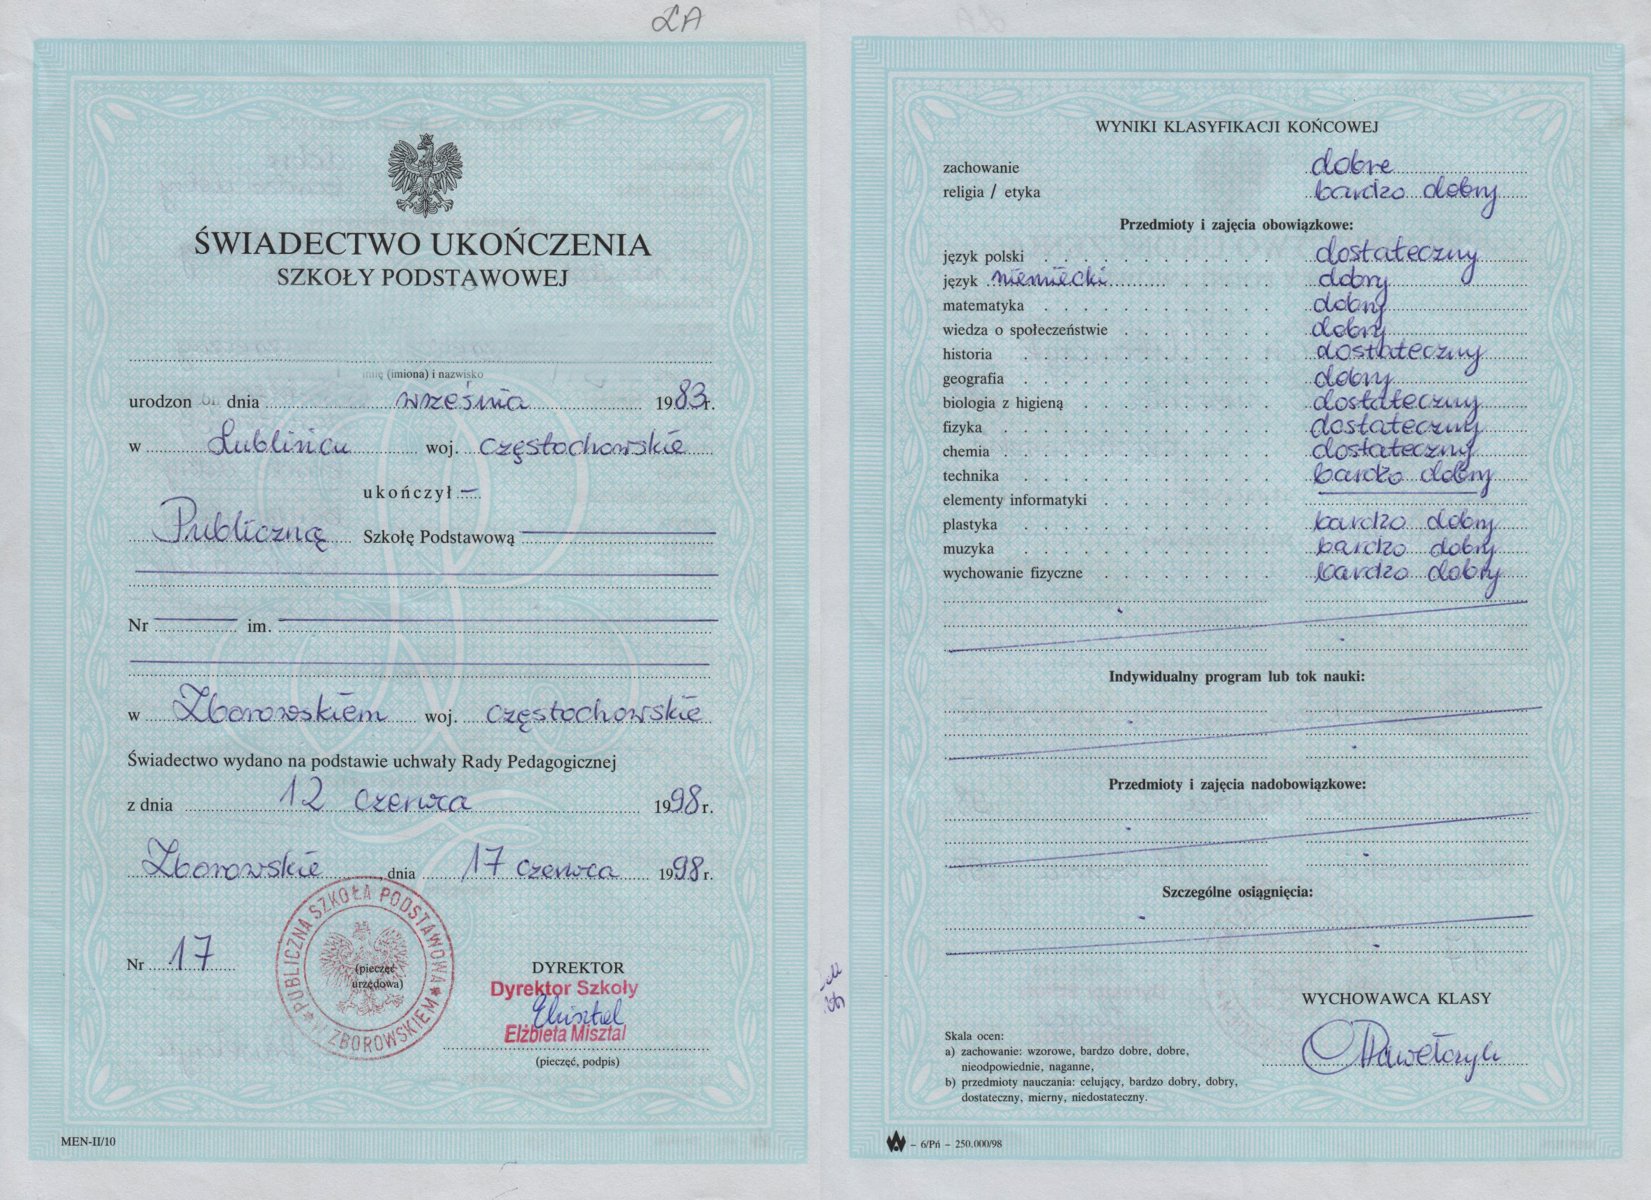 2A
ŚWIADECTWO UKOŃCZENIA
SZKOŁY PODSTAWOWEJ
imię (imiona) i nazwisko
urodzon dnia września 1983r.
w Lublińcu woj. częstochowskie
ukończył –
Publiczną Szkołę Podstawową
Nr im.
w Zborowskiem woj. częstochowskie
Świadectwo wydano na podstawie uchwały Rady Pedagogicznej
z dnia 12 czerwca 1998 r.
Zborowskie, dnia 17 czerwca 1998 r.
Nr 17
PUBLICZNA SZKOŁA PODSTAWOWA * W ZBOROWSKIEM *
(pieczęć
urzędowa)
DYREKTOR
Dyrektor Szkoły
Elżbieta Misztal
(pieczęć, podpis)
MEN-II/10
WYNIKI KLASYFIKACJI KOŃCOWEJ
zachowanie dobre
religia / etyka bardzo dobry
Przedmioty i zajęcia obowiązkowe:
język polski dostateczny
język niemiecki dobry
matematyka dobry
wiedza o społeczeństwie dobry
historia dostateczny
geografia dobry
biologia z higieną dostateczny
fizyka dostateczny
chemia dostateczny
technika bardzo dobry
elementy informatyki
plastyka bardzo dobry
muzyka bardzo dobry
wychowanie fizyczne bardzo dobry
Indywidualny program lub tok nauki:
Przedmioty i zajęcia nadobowiązkowe:
Szczególne osiągnięcia:
WYCHOWAWCA KLASY
Skala ocen:
a) zachowanie: wzorowe, bardzo dobre, dobre,
nieodpowiednie, naganne,
b) przedmioty nauczania: celujący, bardzo dobry, dobry,
dostateczny, mierny, niedostateczny.
– 6/Pń – 250.000/98